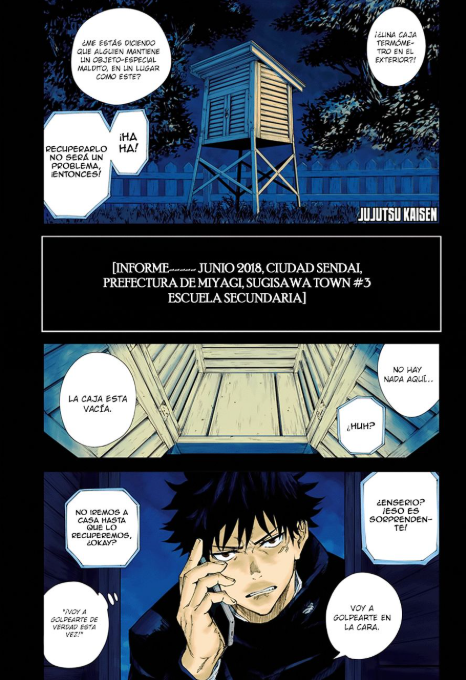 ¡¿UNA CAJA
TERMÓME-
TRO EN EL
EXTERIOR?!
¿ME ESTÁS DICIENDO
QUE ALGUIEN MANTIENE
UN OBJETO-ESPECIAL
MALDITO, EN UN LUGAR
COMO ESTE?
¡HA
HA!
RECUPERARLO
NO SERÁ UN
PROBLEMA,
¡ENTONCES!
JUJUTSU KAISEN
[INFORME------ JUNIO 2018, CIUDAD SENDAI,
PREFECTURA DE MIYAGI, SUGISAWA TOWN #3
ESCUELA SECUNDARIA]
NO HAY
NADA AQUÍ...
¿HUH?
LA CAJA ESTA
VACÍA.
¿ENSERIO?
¡ESO ES
SORPRENDEN-
TE!
NO IREMOS A
CASA HASTA
QUE LO
RECUPEREMOS,
¿OKAY?
VOY A
GOLPEARTE EN
LA CARA.
"¡VOY A
GOLPEARTE DE
VERDAD ESTA
VEZ!"